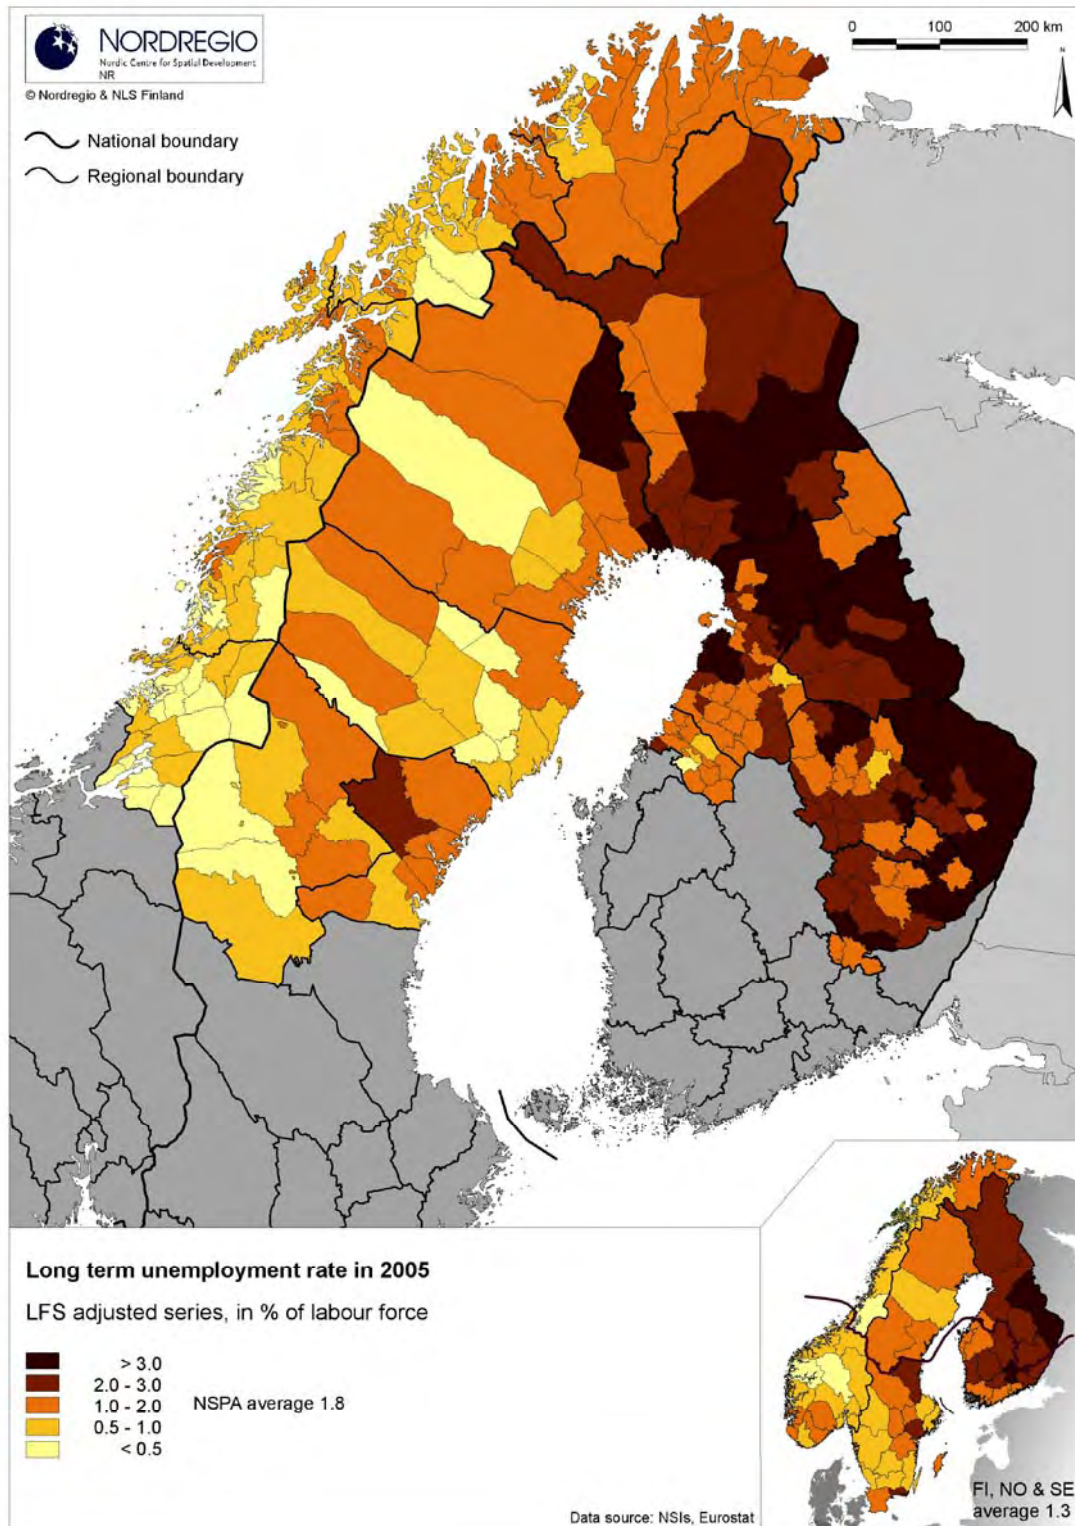 NORDREGIO
Nordic Centre for Spatial Development
NR
© Nordregio & NLS Finland
National boundary
Regional boundary
0 100 200 km
N
Long term unemployment rate in 2005
LFS adjusted series, in % of labour force
> 3.0
2.0 - 3.0
1.0 - 2.0
NSPA average 1.8
0.5 - 1.0
< 0.5
FI, NO & SE
average 1.3
Data source: NSIs, Eurostat